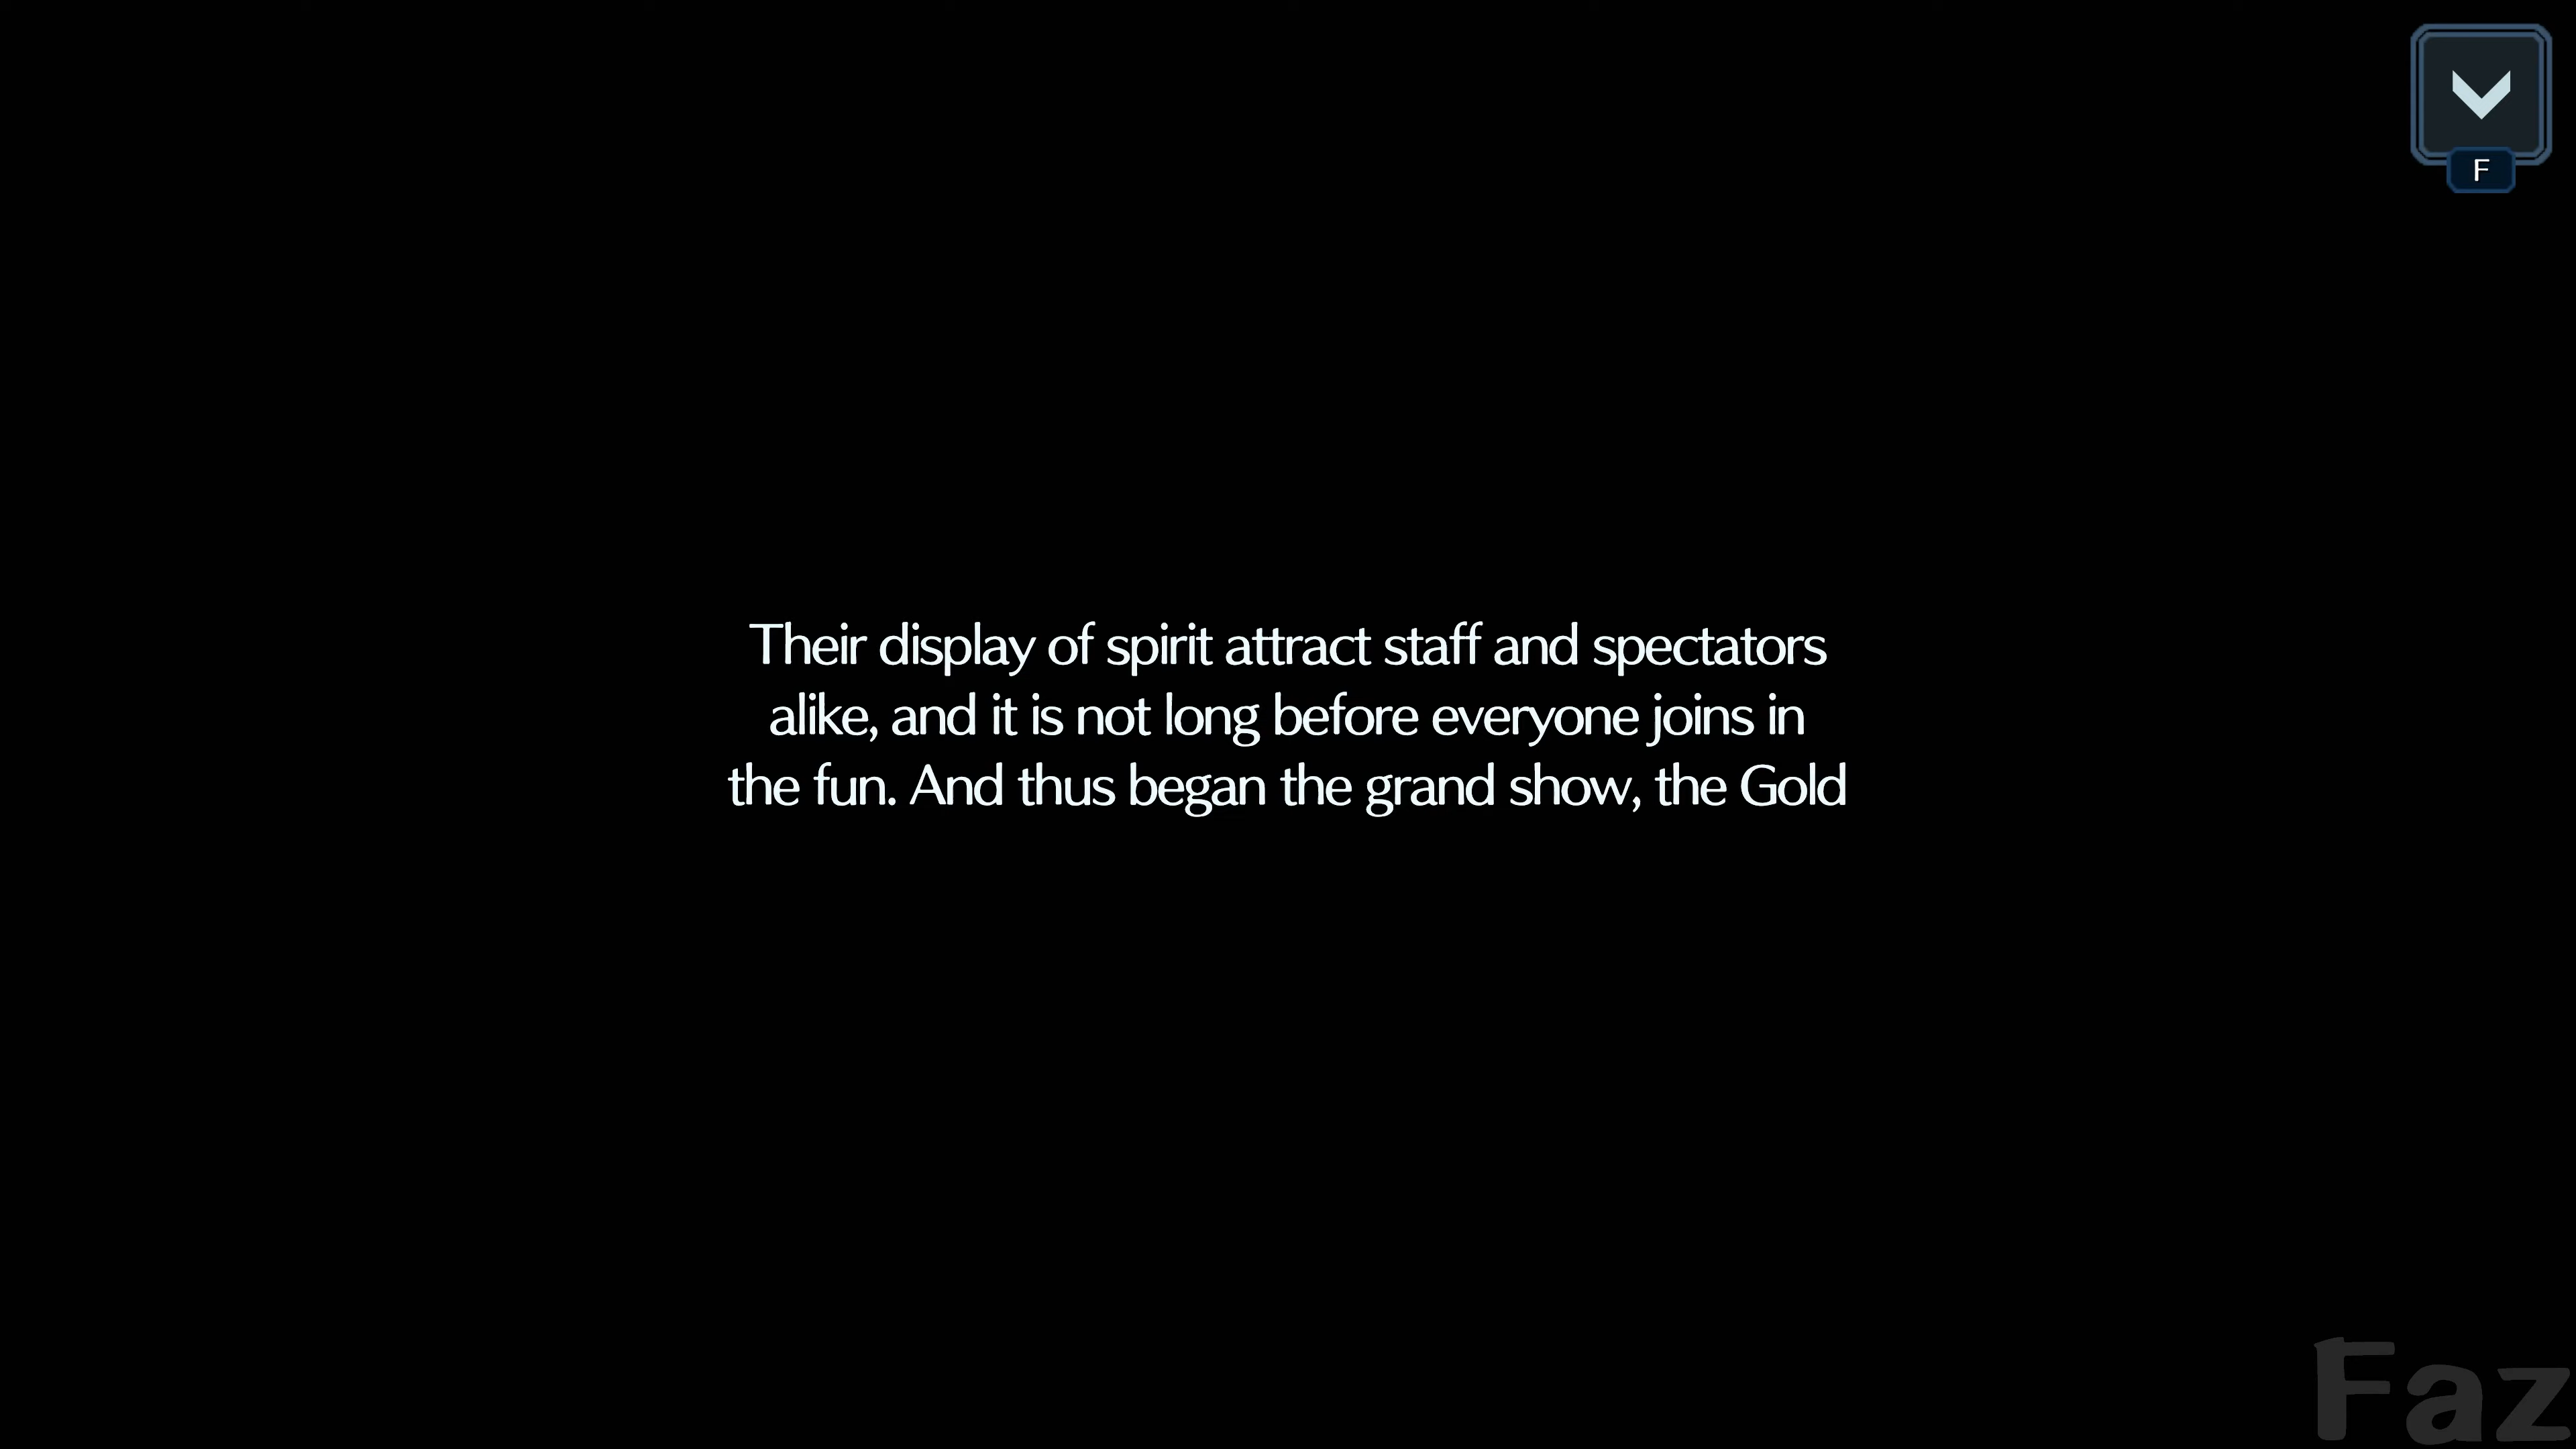 F
Their display of spirit attract staff and spectators
alike, and it is not long before everyone joins in
the fun. And thus began the grand show, the Gold
Faz